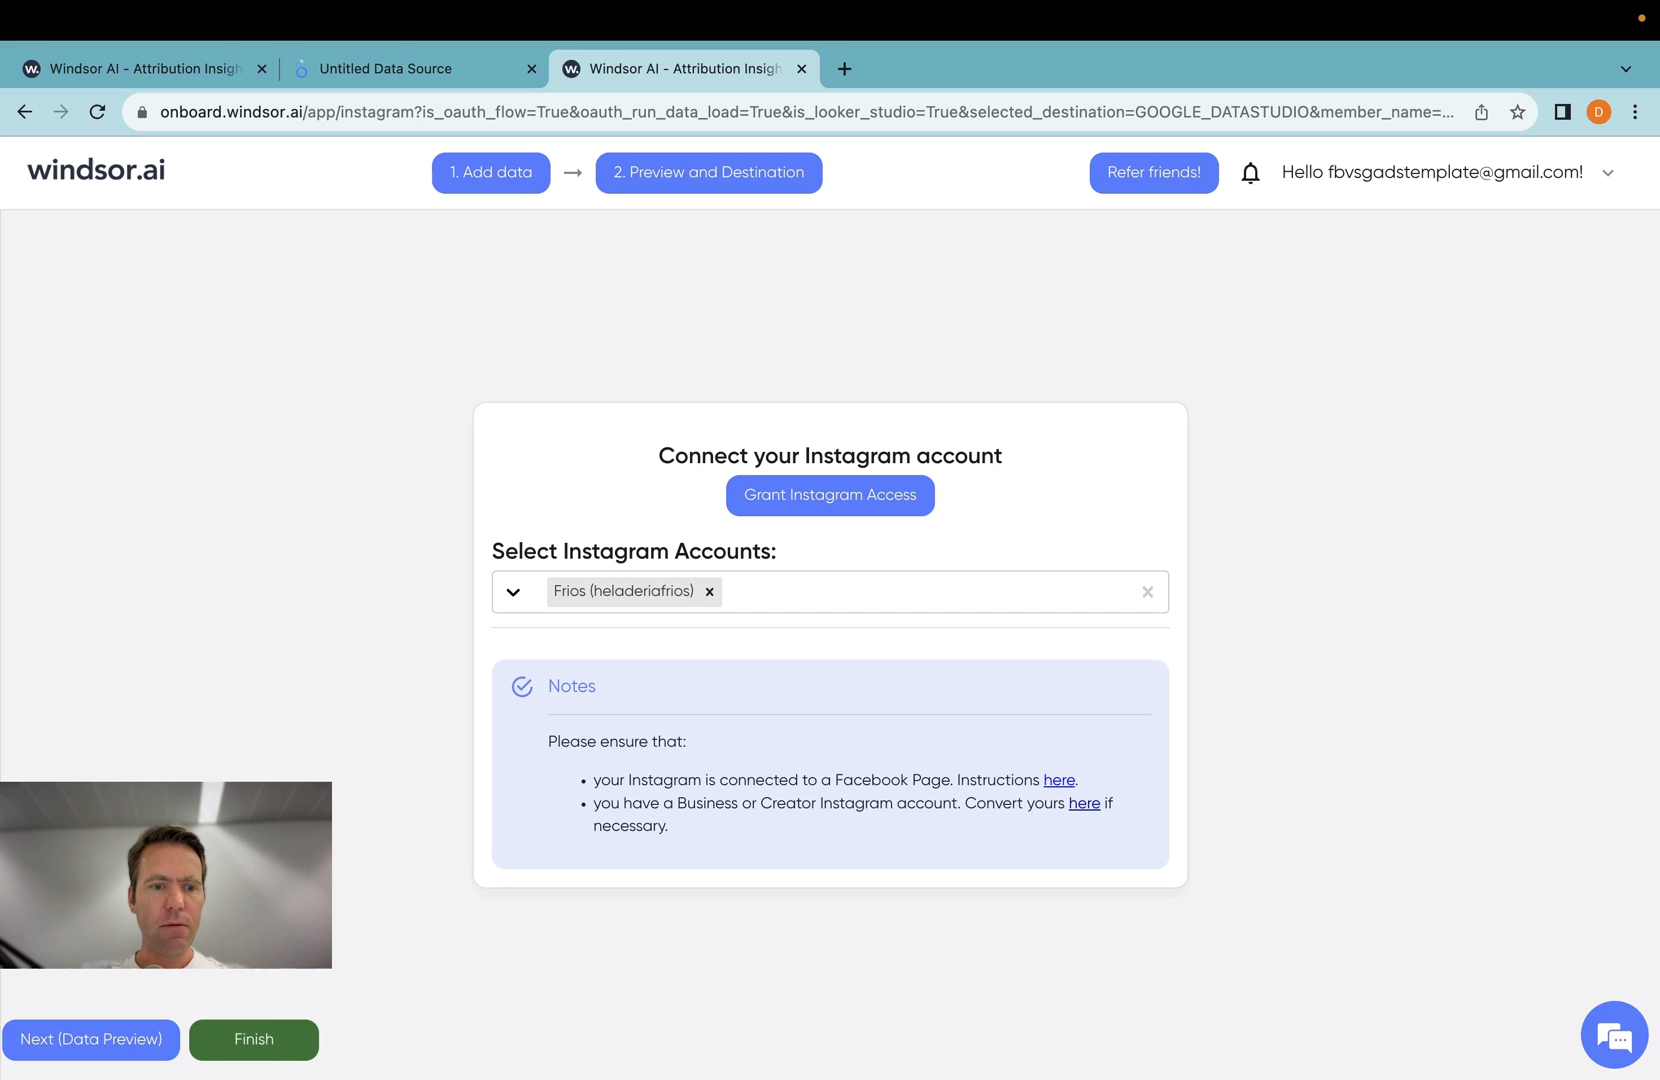 Windsor AI - Attribution Insigh
Untitled Data Source
Windsor AI - Attribution Insigh
onboard.windsor.ai/app/instagram?is_oauth_flow=True&oauth_run_data_load=True&is_looker_studio=True&selected_destination=GOOGLE_DATASTUDIO&member_name=...
D
windsor.ai
1. Add data
2. Preview and Destination
Refer friends!
Hello fbvsgadstemplate@gmail.com!
Connect your Instagram account
Grant Instagram Access
Select Instagram Accounts:
Frios (heladeriafrios)
Notes
Please ensure that:
• your Instagram is connected to a Facebook Page. Instructions here.
• you have a Business or Creator Instagram account. Convert yours here if
necessary.
Next (Data Preview)
Finish